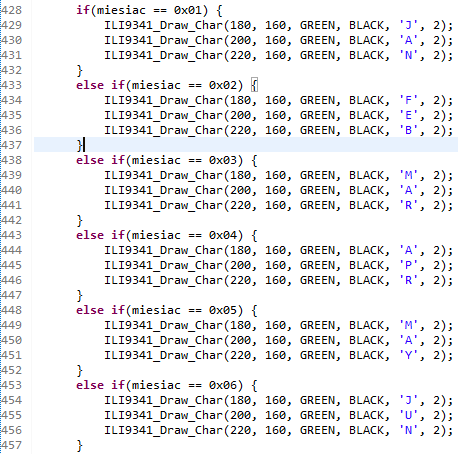 428 if(miesiac == 0x01) {
429 ILI9341_Draw_Char(180, 160, GREEN, BLACK, 'J', 2);
430 ILI9341_Draw_Char(200, 160, GREEN, BLACK, 'A', 2);
431 ILI9341_Draw_Char(220, 160, GREEN, BLACK, 'N', 2);
432 }
433 else if(miesiac == 0x02) {
434 ILI9341_Draw_Char(180, 160, GREEN, BLACK, 'F', 2);
435 ILI9341_Draw_Char(200, 160, GREEN, BLACK, 'E', 2);
436 ILI9341_Draw_Char(220, 160, GREEN, BLACK, 'B', 2);
437 }
438 else if(miesiac == 0x03) {
439 ILI9341_Draw_Char(180, 160, GREEN, BLACK, 'M', 2);
440 ILI9341_Draw_Char(200, 160, GREEN, BLACK, 'A', 2);
441 ILI9341_Draw_Char(220, 160, GREEN, BLACK, 'R', 2);
442 }
443 else if(miesiac == 0x04) {
444 ILI9341_Draw_Char(180, 160, GREEN, BLACK, 'A', 2);
445 ILI9341_Draw_Char(200, 160, GREEN, BLACK, 'P', 2);
446 ILI9341_Draw_Char(220, 160, GREEN, BLACK, 'R', 2);
447 }
448 else if(miesiac == 0x05) {
449 ILI9341_Draw_Char(180, 160, GREEN, BLACK, 'M', 2);
450 ILI9341_Draw_Char(200, 160, GREEN, BLACK, 'A', 2);
451 ILI9341_Draw_Char(220, 160, GREEN, BLACK, 'Y', 2);
452 }
453 else if(miesiac == 0x06) {
454 ILI9341_Draw_Char(180, 160, GREEN, BLACK, 'J', 2);
455 ILI9341_Draw_Char(200, 160, GREEN, BLACK, 'U', 2);
456 ILI9341_Draw_Char(220, 160, GREEN, BLACK, 'N', 2);
457 }